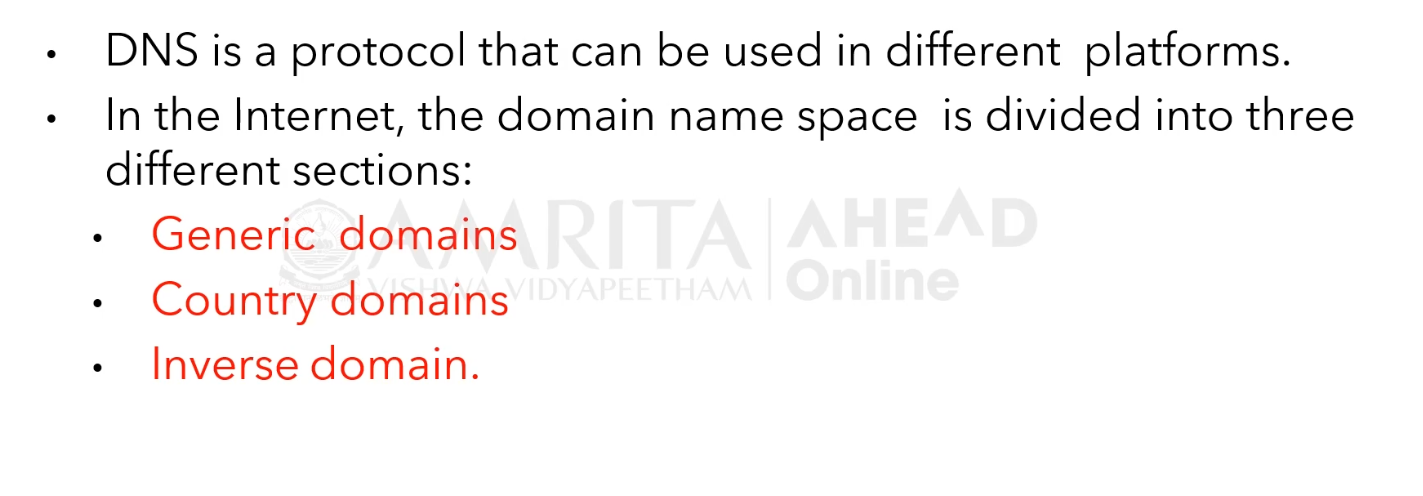 • DNS is a protocol that can be used in different platforms.
• In the Internet, the domain name space is divided into three
different sections:
• Generic domains
• Country domains
• Inverse domain.
AMRITA AHEAD
VISHWA VIDYAPEETHAM Online